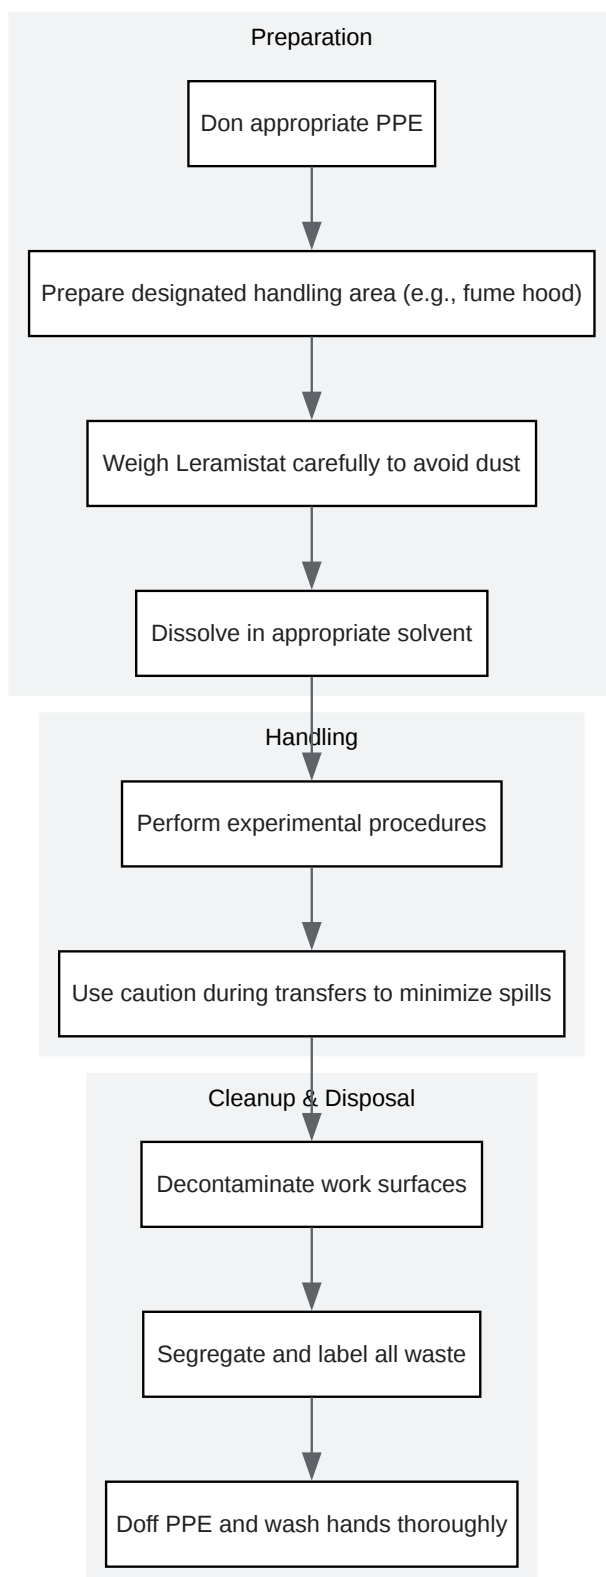 Preparation
Don appropriate PPE
Prepare designated handling area (e.g., fume hood)
Weigh Leramistat carefully to avoid dust
Dissolve in appropriate solvent
Handling
Perform experimental procedures
Use caution during transfers to minimize spills
Cleanup & Disposal
Decontaminate work surfaces
Segregate and label all waste
Doff PPE and wash hands thoroughly